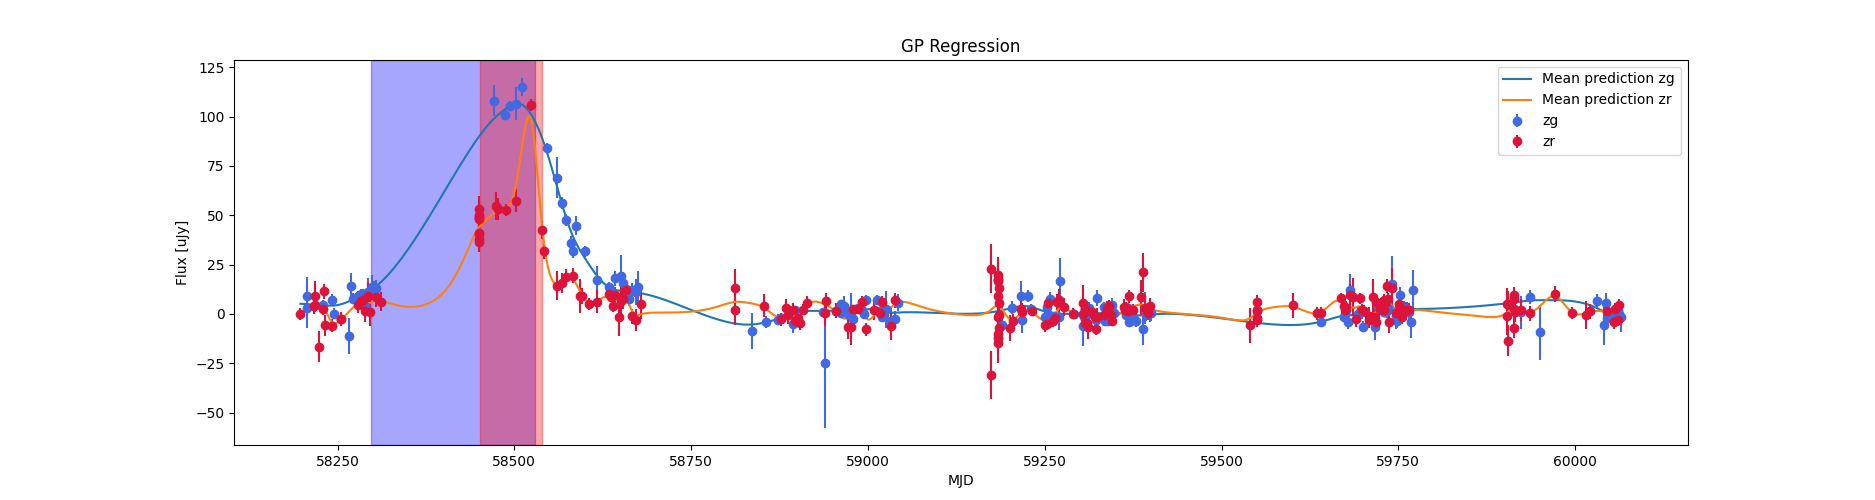 GP Regression
125
100
75
50
25
0
−25
−50
Flux [uJy]
58250
58500
58750
59000
59250
59500
59750
60000
MJD
Mean prediction zg
Mean prediction zr
zg
zr